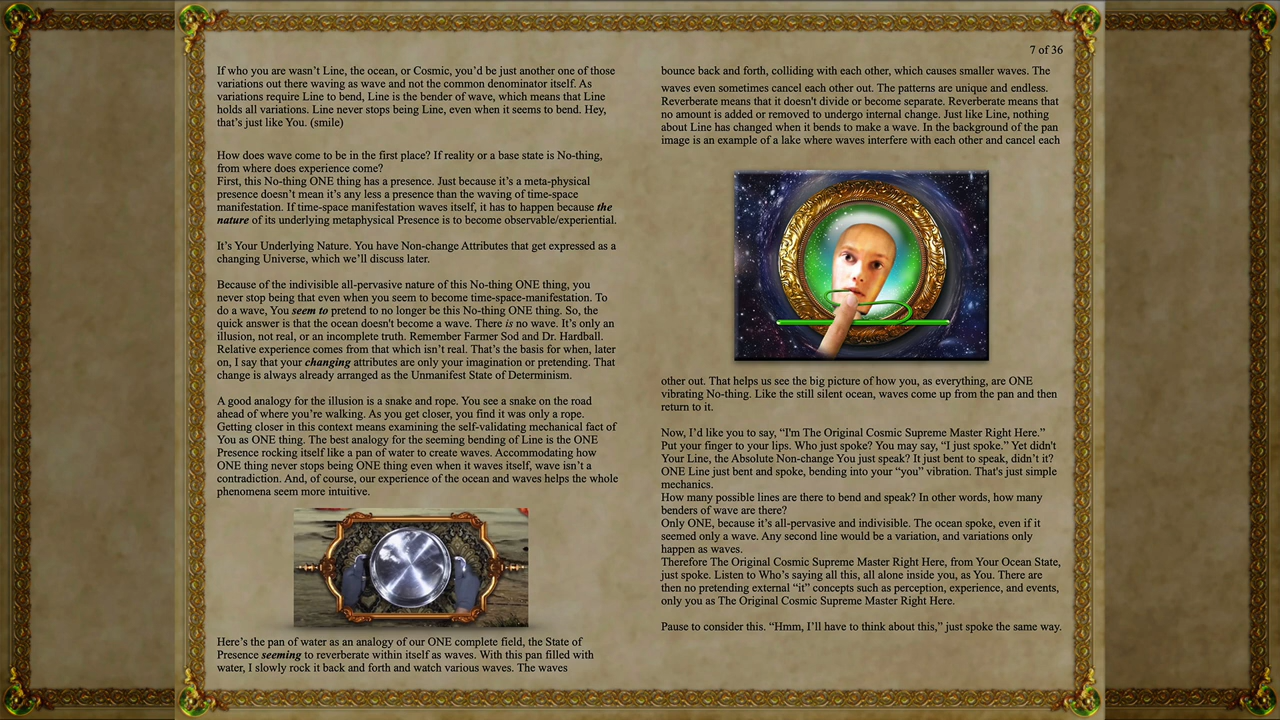 7 of 36
If who you are wasn’t Line, the ocean, or Cosmic, you’d be just another one of those
variations out there waving as wave and not the common denominator itself. As
variations require Line to bend, Line is the bender of wave, which means that Line
holds all variations. Line never stops being Line, even when it seems to bend. Hey,
that’s just like You. (smile)
How does wave come to be in the first place? If reality or a base state is No-thing,
from where does experience come?
First, this No-thing ONE thing has a presence. Just because it’s a meta-physical
presence doesn’t mean it’s any less a presence than the waving of time-space
manifestation. If time-space manifestation waves itself, it has to happen because the
nature of its underlying metaphysical Presence is to become observable/experiential.
It’s Your Underlying Nature. You have Non-change Attributes that get expressed as a
changing Universe, which we’ll discuss later.
Because of the indivisible all-pervasive nature of this No-thing ONE thing, you
never stop being that even when you seem to become time-space-manifestation. To
do a wave, You seem to pretend to no longer be this No-thing ONE thing. So, the
quick answer is that the ocean doesn't become a wave. There is no wave. It’s only an
illusion, not real, or an incomplete truth. Remember Farmer Sod and Dr. Hardball.
Relative experience comes from that which isn’t real. That’s the basis for when, later
on, I say that your changing attributes are only your imagination or pretending. That
change is always already arranged as the Unmanifest State of Determinism.
A good analogy for the illusion is a snake and rope. You see a snake on the road
ahead of where you’re walking. As you get closer, you find it was only a rope.
Getting closer in this context means examining the self-validating mechanical fact of
You as ONE thing. The best analogy for the seeming bending of Line is the ONE
Presence rocking itself like a pan of water to create waves. Accommodating how
ONE thing never stops being ONE thing even when it waves itself, wave isn’t a
contradiction. And, of course, our experience of the ocean and waves helps the whole
phenomena seem more intuitive.
Here’s the pan of water as an analogy of our ONE complete field, the State of
Presence seeming to reverberate within itself as waves. With this pan filled with
water, I slowly rock it back and forth and watch various waves. The waves
bounce back and forth, colliding with each other, which causes smaller waves. The
waves even sometimes cancel each other out. The patterns are unique and endless.
Reverberate means that it doesn't divide or become separate. Reverberate means that
no amount is added or removed to undergo internal change. Just like Line, nothing
about Line has changed when it bends to make a wave. In the background of the pan
image is an example of a lake where waves interfere with each other and cancel each
other out. That helps us see the big picture of how you, as everything, are ONE
vibrating No-thing. Like the still silent ocean, waves come up from the pan and then
return to it.
Now, I’d like you to say, “I'm The Original Cosmic Supreme Master Right Here.”
Put your finger to your lips. Who just spoke? You may say, “I just spoke.” Yet didn't
Your Line, the Absolute Non-change You just speak? It just bent to speak, didn’t it?
ONE Line just bent and spoke, bending into your “you” vibration. That's just simple
mechanics.
How many possible lines are there to bend and speak? In other words, how many
benders of wave are there?
Only ONE, because it’s all-pervasive and indivisible. The ocean spoke, even if it
seemed only a wave. Any second line would be a variation, and variations only
happen as waves.
Therefore The Original Cosmic Supreme Master Right Here, from Your Ocean State,
just spoke. Listen to Who’s saying all this, all alone inside you, as You. There are
then no pretending external “it” concepts such as perception, experience, and events,
only you as The Original Cosmic Supreme Master Right Here.
Pause to consider this. “Hmm, I’ll have to think about this,” just spoke the same way.